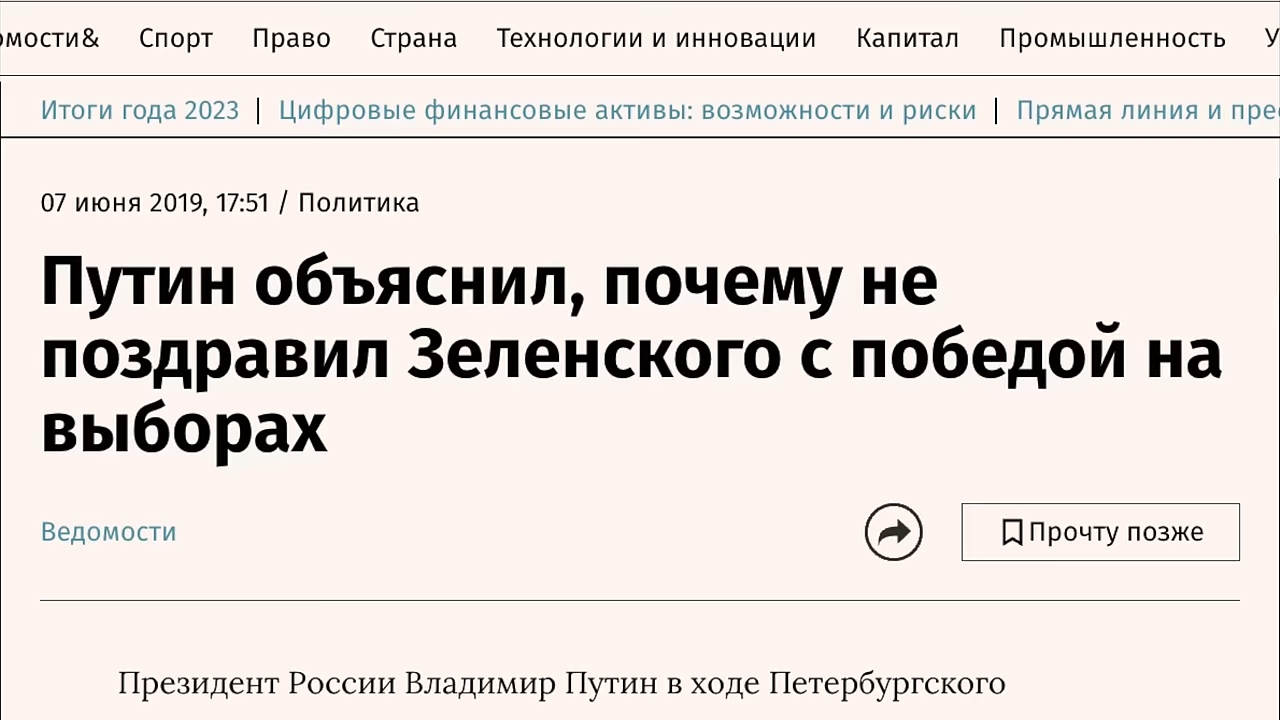 Спорт Право Страна Технологии и инновации Капитал Промышленность
Итоги года 2023 | Цифровые финансовые активы: возможности и риски | Прямая линия и
07 июня 2019, 17:51 / Политика
Путин объяснил, почему не
поздравил Зеленского с победой на
выборах
Ведомости
Прочту позже
Президент России Владимир Путин в ходе Петербургского